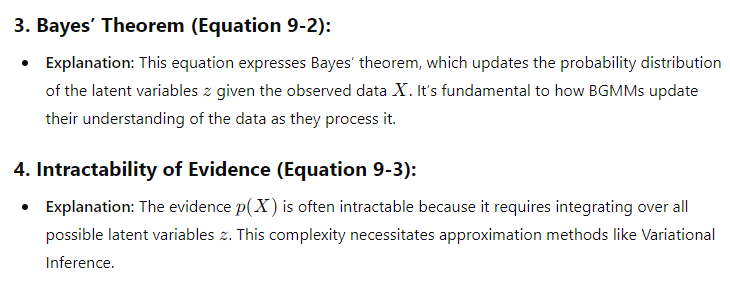 3. Bayes’ Theorem (Equation 9-2):
• Explanation: This equation expresses Bayes’ theorem, which updates the probability distribution
of the latent variables z given the observed data X. It’s fundamental to how BGMMs update
their understanding of the data as they process it.
4. Intractability of Evidence (Equation 9-3):
• Explanation: The evidence p(X) is often intractable because it requires integrating over all
possible latent variables z. This complexity necessitates approximation methods like Variational
Inference.